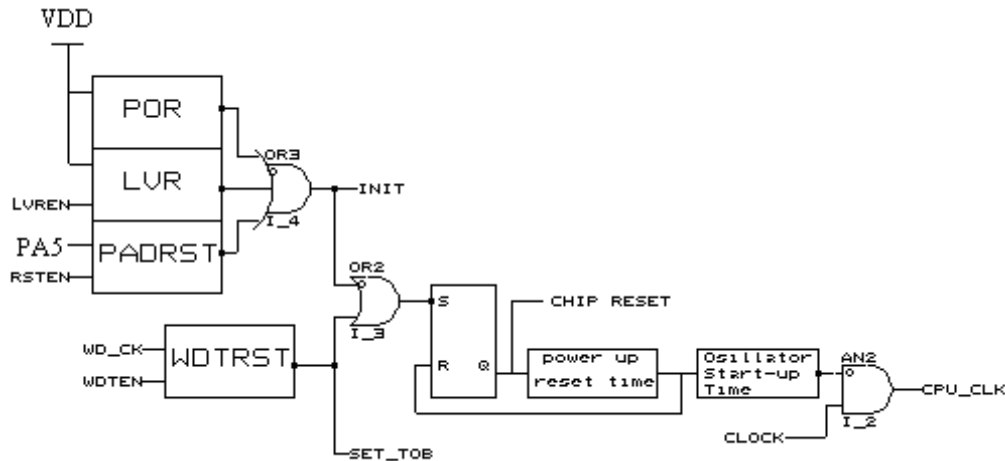 VDD
POR
OR3
LVR
LVREN
INIT
I_4
PA5
PADRST
RSTEN
OR2
S
CHIP RESET
I_3
WD_CK
WDTRST
WDTEN
R
Q
power up
reset time
Osillator
Start-up
Time
AN2
CPU_CLK
I_2
CLOCK
SET_TOB